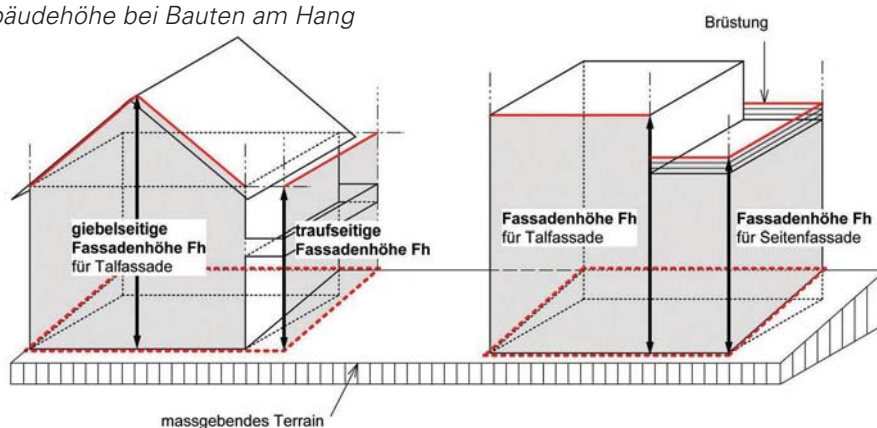 bäudehöhe bei Bauten am Hang
Brüstung
giebelseitige
Fassadenhöhe Fh
für Talfassade
traufseitige
Fassadenhöhe Fh
Fassadenhöhe Fh
für Talfassade
Fassadenhöhe Fh
für Seitenfassade
massgebendes Terrain